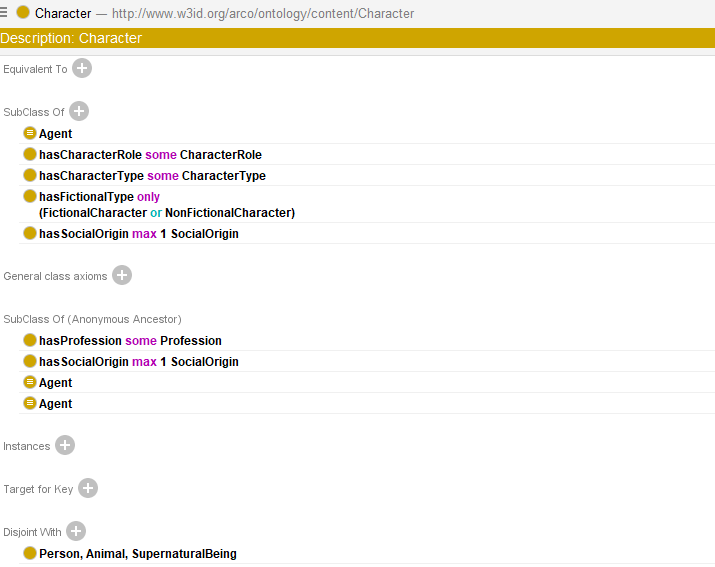 Character — http://www.w3id.org/arco/ontology/content/Character
Description: Character
Equivalent To
SubClass Of
Agent
hasCharacterRole some CharacterRole
hasCharacterType some CharacterType
hasFictionalType only
(FictionalCharacter or NonFictionalCharacter)
hasSocialOrigin max 1 SocialOrigin
General class axioms
SubClass Of (Anonymous Ancestor)
hasProfession some Profession
hasSocialOrigin max 1 SocialOrigin
Agent
Agent
Instances
Target for Key
Disjoint With
Person, Animal, SupernaturalBeing